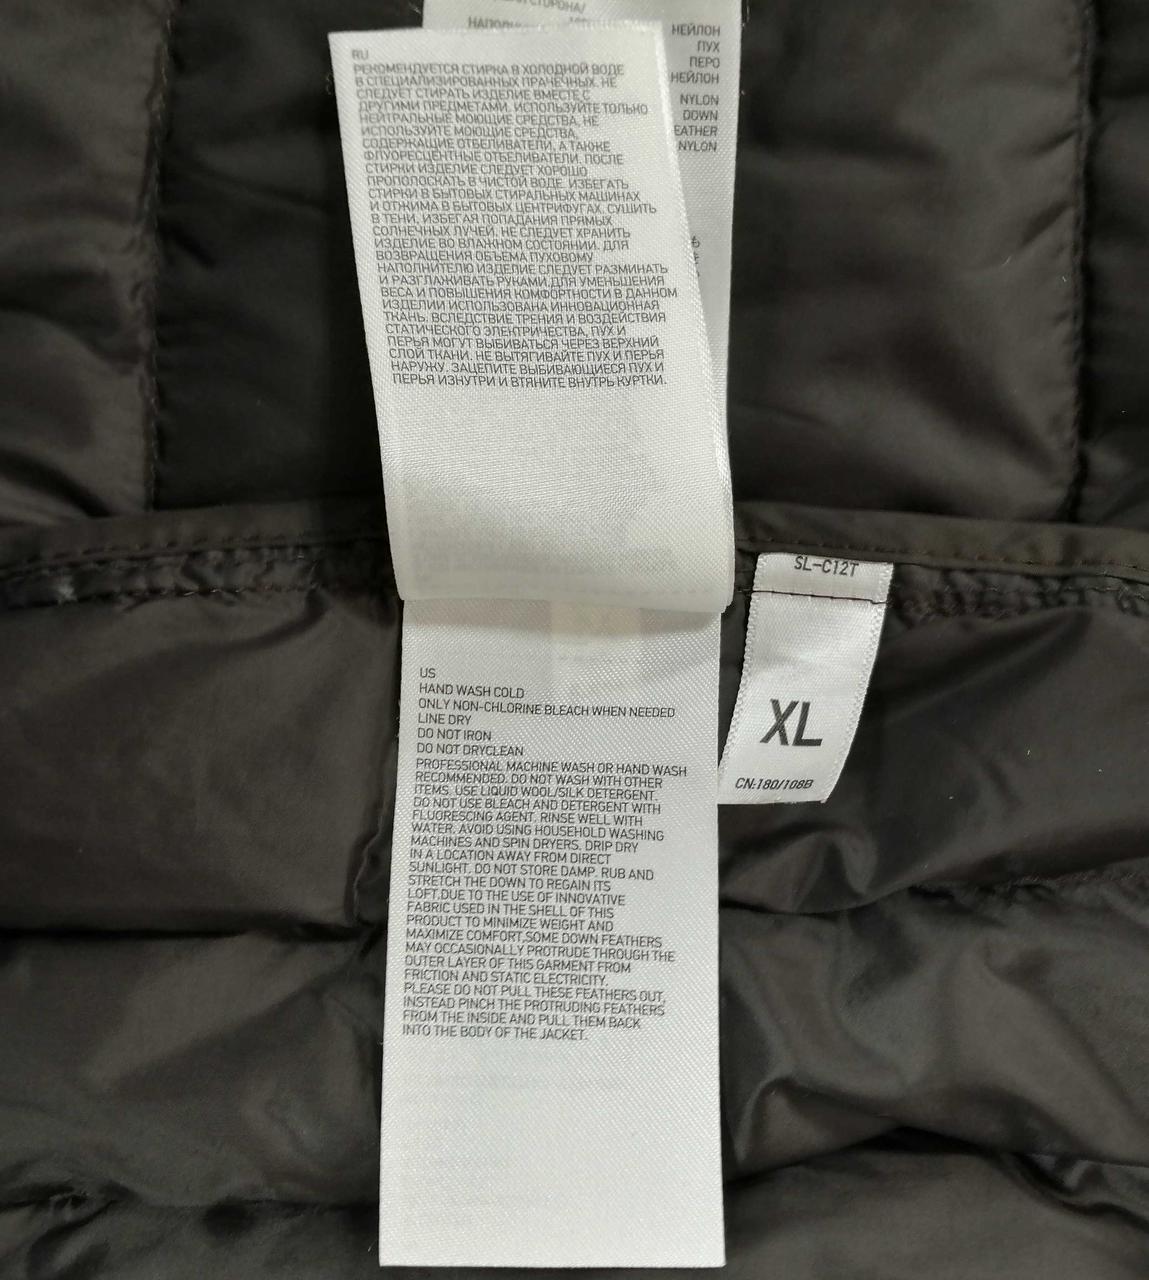 НЕЙЛОН
ПУХ
ПЕРО
НЕЙЛОН
NYLON
DOWN
EATHER
NYLON
RU
РЕКОМЕНДУЕТСЯ СТИРКА В ХОЛОДНОЙ ВОДЕ
В СПЕЦИАЛИЗИРОВАННЫХ ПРАЧЕЧНЫХ. НЕ
СЛЕДУЕТ СТИРАТЬ ИЗДЕЛИЕ ВМЕСТЕ С
ДРУГИМИ ПРЕДМЕТАМИ. ИСПОЛЬЗУЙТЕ ТОЛЬКО
НЕЙТРАЛЬНЫЕ МОЮЩИЕ СРЕДСТВА. НЕ
ИСПОЛЬЗУЙТЕ МОЮЩИЕ СРЕДСТВА,
СОДЕРЖАЩИЕ ОТБЕЛИВАТЕЛИ, А ТАКЖЕ
ФЛУОРЕСЦЕНТНЫЕ ОТБЕЛИВАТЕЛИ. ПОСЛЕ
СТИРКИ ИЗДЕЛИЕ СЛЕДУЕТ ХОРОШО
ПРОПОЛОСКАТЬ В ЧИСТОЙ ВОДЕ. ИЗБЕГАТЬ
СТИРКИ В БЫТОВЫХ СТИРАЛЬНЫХ МАШИНАХ
И ОТЖИМА В БЫТОВЫХ ЦЕНТРИФУГАХ. СУШИТЬ
В ТЕНИ, ИЗБЕГАЯ ПОПАДАНИЯ ПРЯМЫХ
СОЛНЕЧНЫХ ЛУЧЕЙ. НЕ СЛЕДУЕТ ХРАНИТЬ
ИЗДЕЛИЕ ВО ВЛАЖНОМ СОСТОЯНИИ. ДЛЯ
ВОЗВРАЩЕНИЯ ОБЪЕМА ПУХОВОМУ
НАПОЛНИТЕЛЮ ИЗДЕЛИЕ СЛЕДУЕТ РАЗМИНАТЬ
И РАЗГЛАЖИВАТЬ РУКАМИ.ДЛЯ УМЕНЬШЕНИЯ
ВЕСА И ПОВЫШЕНИЯ КОМФОРТНОСТИ В ДАННОМ
ИЗДЕЛИИ ИСПОЛЬЗОВАНА ИННОВАЦИОННАЯ
ТКАНЬ. ВСЛЕДСТВИЕ ТРЕНИЯ И ВОЗДЕЙСТВИЯ
СТАТИЧЕСКОГО ЭЛЕКТРИЧЕСТВА, ПУХ И
ПЕРЬЯ МОГУТ ВЫБИВАТЬСЯ ЧЕРЕЗ ВЕРХНИЙ
СЛОЙ ТКАНИ. НЕ ВЫТЯГИВАЙТЕ ПУХ И ПЕРЬЯ
НАРУЖУ. ЗАЦЕПИТЕ ВЫБИВАЮЩИЕСЯ ПУХ И
ПЕРЬЯ ИЗНУТРИ И ВТЯНИТЕ ВНУТРЬ КУРТКИ.
SL-C12T
XL
CN:180/108B
US
HAND WASH COLD
ONLY NON-CHLORINE BLEACH WHEN NEEDED
LINE DRY
DO NOT IRON
DO NOT DRYCLEAN
PROFESSIONAL MACHINE WASH OR HAND WASH
RECOMMENDED. DO NOT WASH WITH OTHER
ITEMS. USE LIQUID WOOL/SILK DETERGENT.
DO NOT USE BLEACH AND DETERGENT WITH
FLUORESCING AGENT. RINSE WELL WITH
WATER. AVOID USING HOUSEHOLD WASHING
MACHINES AND SPIN DRYERS. DRIP DRY
IN A LOCATION AWAY FROM DIRECT
SUNLIGHT. DO NOT STORE DAMP. RUB AND
STRETCH THE DOWN TO REGAIN ITS
LOFT.DUE TO THE USE OF INNOVATIVE
FABRIC USED IN THE SHELL OF THIS
PRODUCT TO MINIMIZE WEIGHT AND
MAXIMIZE COMFORT,SOME DOWN FEATHERS
MAY OCCASIONALLY PROTRUDE THROUGH THE
OUTER LAYER OF THIS GARMENT FROM
FRICTION AND STATIC ELECTRICITY.
PLEASE DO NOT PULL THESE FEATHERS OUT,
INSTEAD PINCH THE PROTRUDING FEATHERS
FROM THE INSIDE AND PULL THEM BACK
INTO THE BODY OF THE JACKET.